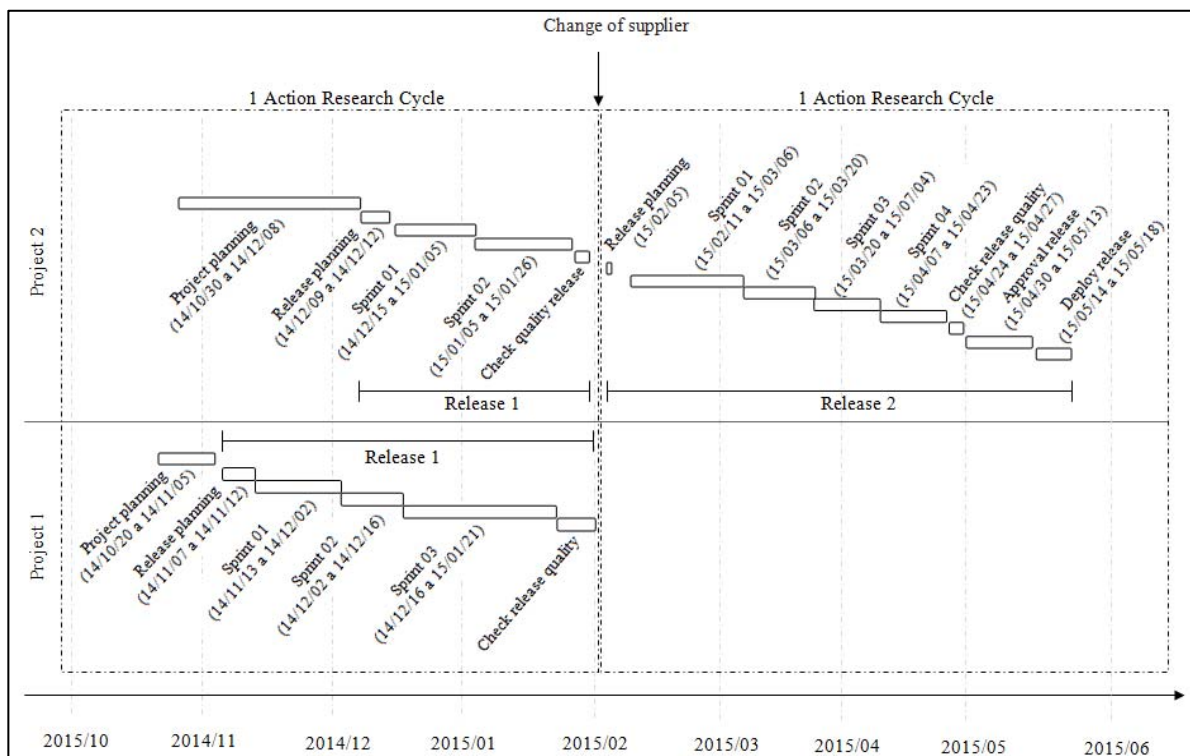 Change of supplier
1 Action Research Cycle
1 Action Research Cycle
Project 2
Project planning
(14/10/30 a 14/12/08)
Release planning
(14/12/09 a 14/12/12)
Sprint 01
(14/12/15 a 15/01/05)
Sprint 02
(15/01/05 a 15/01/26)
Check quality release
Release planning
(15/02/05)
Sprint 01
(15/02/11 a 15/03/06)
Sprint 02
(15/03/06 a 15/03/20)
Sprint 03
(15/03/20 a 15/07/04)
Sprint 04
(15/04/07 a 15/04/23)
Check release quality
(15/04/24 a 15/04/27)
Approval release
(15/04/30 a 15/05/13)
Deploy release
(15/05/14 a 15/05/18)
Release 1
Release 2
Project 1
Release 1
Project planning
(14/10/20 a 14/11/05)
Release planning
(14/11/07 a 14/11/12)
Sprint 01
(14/11/13 a 14/12/02)
Sprint 02
(14/12/02 a 14/12/16)
Sprint 03
(14/12/16 a 15/01/21)
Check release quality
2015/10
2014/11
2014/12
2015/01
2015/02
2015/03
2015/04
2015/05
2015/06